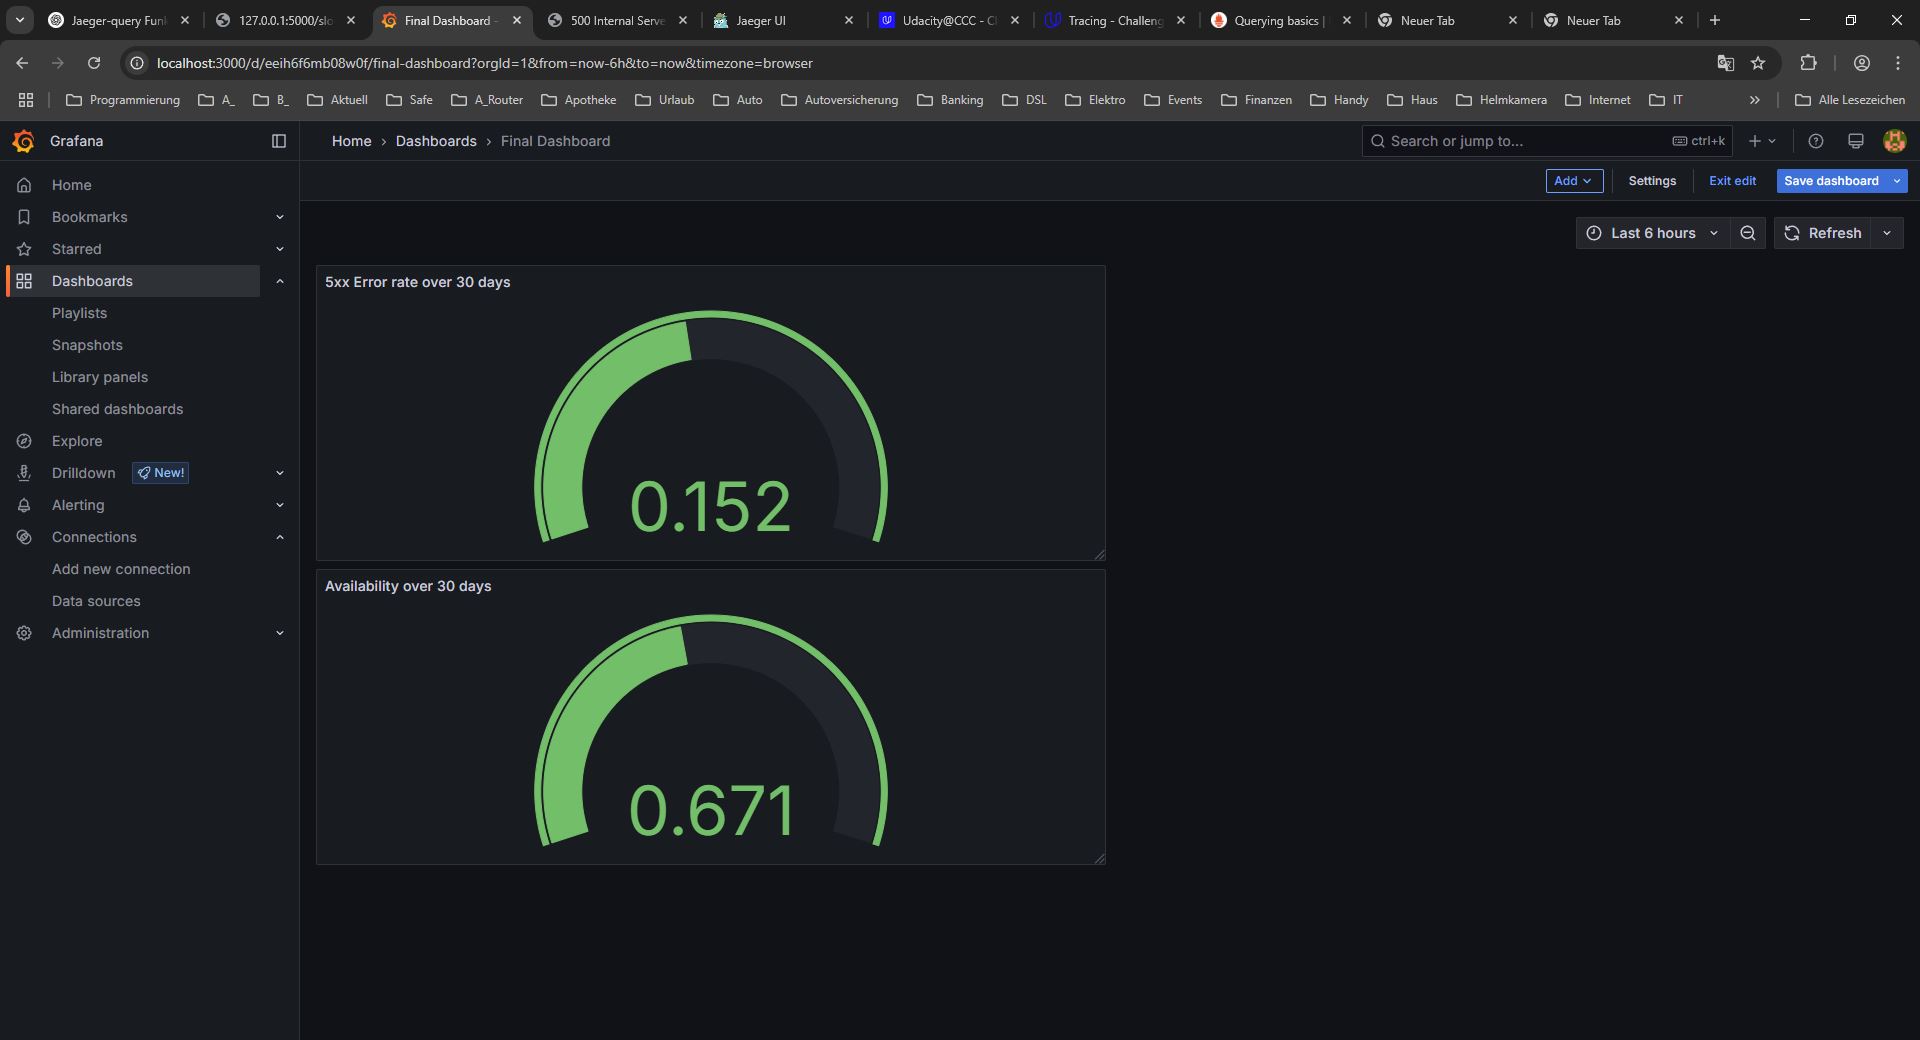 Jaeger-query Fun
127.0.0.1:5000/slo
Final Dashboard -
500 Internal Serve
Jaeger UI
Udacity@CCC - Cl
Tracing - Challeng
Querying basics |
Neuer Tab
Neuer Tab
localhost:3000/d/eeih6f6mb08w0f/final-dashboard?orgId=1&from=now-6h&to=now&timezone=browser
Programmierung
A_
B_
Aktuell
Safe
A_Router
Apotheke
Urlaub
Auto
Autoversicherung
Banking
DSL
Elektro
Events
Finanzen
Handy
Haus
Helmkamera
Internet
IT
Alle Lesezeichen
Grafana
Home › Dashboards › Final Dashboard
Search or jump to...
ctrl+k
Add
Settings
Exit edit
Save dashboard
Home
Bookmarks
Starred
Dashboards
Playlists
Snapshots
Library panels
Shared dashboards
Explore
Drilldown New!
Alerting
Connections
Add new connection
Data sources
Administration
Last 6 hours
Refresh
5xx Error rate over 30 days
0.152
Availability over 30 days
0.671